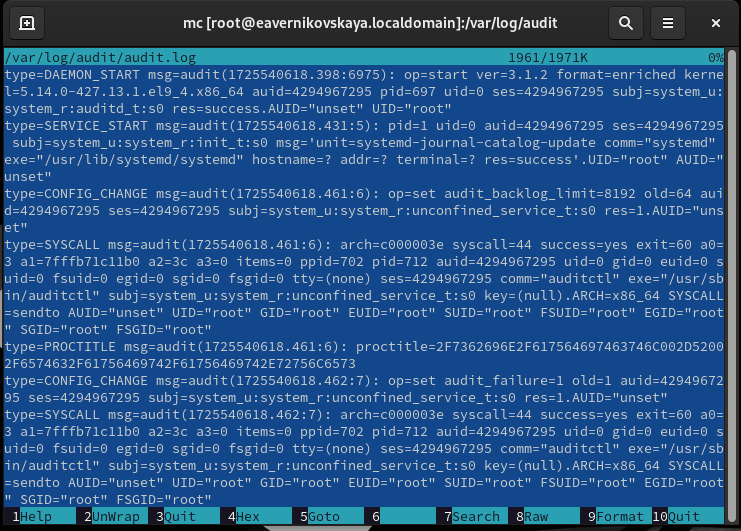 mc [root@eavernikovskaya.localdomain]:/var/log/audit
/var/log/audit/audit.log 1961/1971K 0%
type=DAEMON_START msg=audit(1725540618.398:6975): op=start ver=3.1.2 format=enriched kerne
l=5.14.0-427.13.1.el9_4.x86_64 auid=4294967295 pid=697 uid=0 ses=4294967295 subj=system_u:
system_r:auditd_t:s0 res=success.AUID="unset" UID="root"
type=SERVICE_START msg=audit(1725540618.431:5): pid=1 uid=0 auid=4294967295 ses=4294967295
 subj=system_u:system_r:init_t:s0 msg='unit=systemd-journal-catalog-update comm="systemd"
exe="/usr/lib/systemd/systemd" hostname=? addr=? terminal=? res=success'.UID="root" AUID="
unset"
type=CONFIG_CHANGE msg=audit(1725540618.461:6): op=set audit_backlog_limit=8192 old=64 aui
d=4294967295 ses=4294967295 subj=system_u:system_r:unconfined_service_t:s0 res=1.AUID="uns
et"
type=SYSCALL msg=audit(1725540618.461:6): arch=c000003e syscall=44 success=yes exit=60 a0=
3 a1=7fffb71c11b0 a2=3c a3=0 items=0 ppid=702 pid=712 auid=4294967295 uid=0 gid=0 euid=0 s
uid=0 fsuid=0 egid=0 sgid=0 fsgid=0 tty=(none) ses=4294967295 comm="auditctl" exe="/usr/sb
in/auditctl" subj=system_u:system_r:unconfined_service_t:s0 key=(null).ARCH=x86_64 SYSCALL
=sendto AUID="unset" UID="root" GID="root" EUID="root" SUID="root" FSUID="root" EGID="root
" SGID="root" FSGID="root"
type=PROCTITLE msg=audit(1725540618.461:6): proctitle=2F7362696E2F617564697463746C002D5200
2F6574632F61756469742F61756469742E72756C6573
type=CONFIG_CHANGE msg=audit(1725540618.462:7): op=set audit_failure=1 old=1 auid=42949672
95 ses=4294967295 subj=system_u:system_r:unconfined_service_t:s0 res=1.AUID="unset"
type=SYSCALL msg=audit(1725540618.462:7): arch=c000003e syscall=44 success=yes exit=60 a0=
3 a1=7fffb71c11b0 a2=3c a3=0 items=0 ppid=702 pid=712 auid=4294967295 uid=0 gid=0 euid=0 s
uid=0 fsuid=0 egid=0 sgid=0 fsgid=0 tty=(none) ses=4294967295 comm="auditctl" exe="/usr/sb
in/auditctl" subj=system_u:system_r:unconfined_service_t:s0 key=(null).ARCH=x86_64 SYSCALL
=sendto AUID="unset" UID="root" GID="root" EUID="root" SUID="root" FSUID="root" EGID="root
" SGID="root" FSGID="root"
1Help 2UnWrap 3Quit 4Hex 5Goto 6 7Search 8Raw 9Format 10Quit